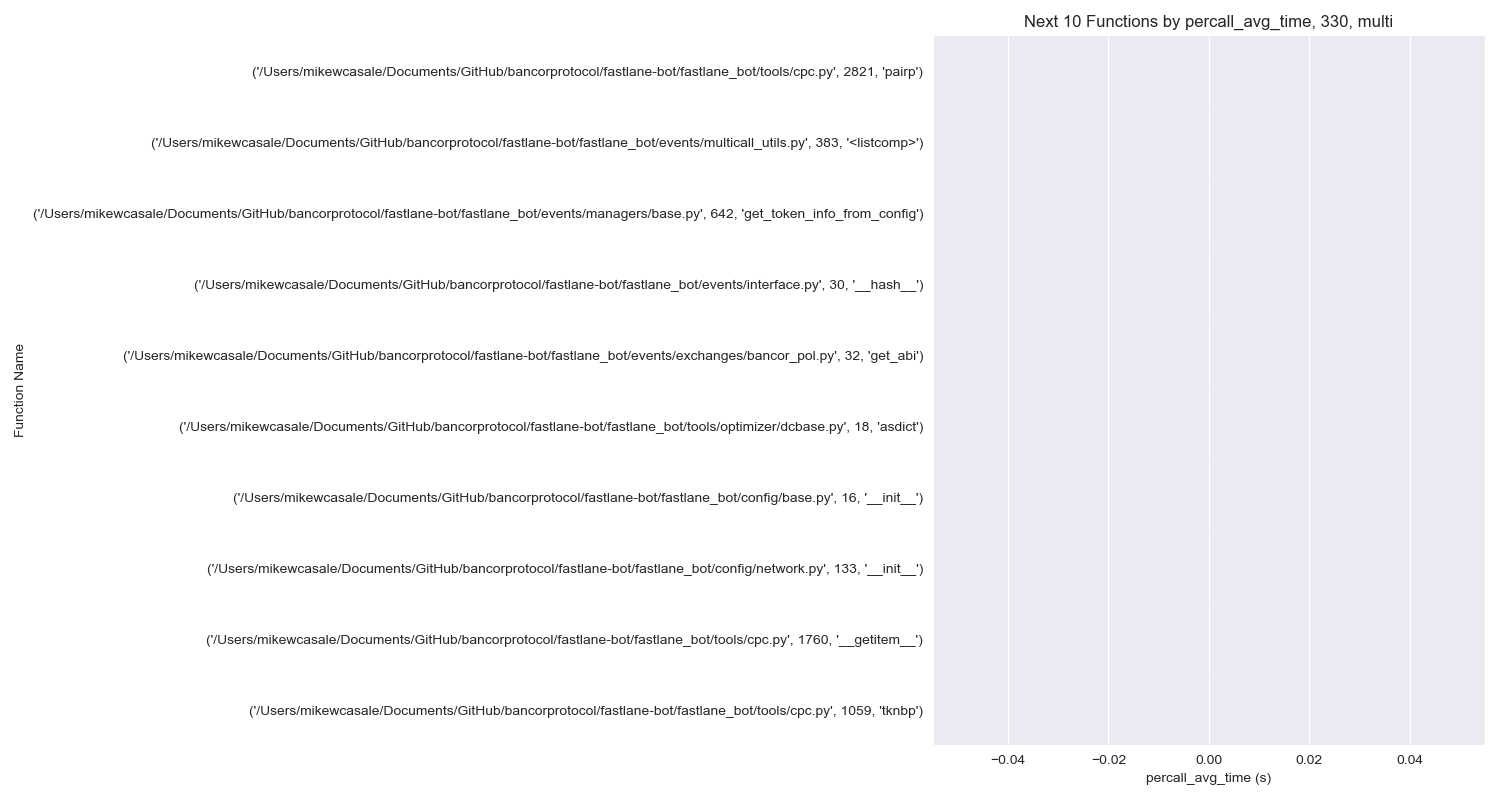 Next 10 Functions by percall_avg_time, 330, multi
('/Users/mikewcasale/Documents/GitHub/bancorprotocol/fastlane-bot/fastlane_bot/tools/cpc.py', 2821, 'pairp')
('/Users/mikewcasale/Documents/GitHub/bancorprotocol/fastlane-bot/fastlane_bot/events/multicall_utils.py', 383, '<listcomp>')
('/Users/mikewcasale/Documents/GitHub/bancorprotocol/fastlane-bot/fastlane_bot/events/managers/base.py', 642, 'get_token_info_from_config')
('/Users/mikewcasale/Documents/GitHub/bancorprotocol/fastlane-bot/fastlane_bot/events/interface.py', 30, '__hash__')
('/Users/mikewcasale/Documents/GitHub/bancorprotocol/fastlane-bot/fastlane_bot/events/exchanges/bancor_pol.py', 32, 'get_abi')
('/Users/mikewcasale/Documents/GitHub/bancorprotocol/fastlane-bot/fastlane_bot/tools/optimizer/dcbase.py', 18, 'asdict')
('/Users/mikewcasale/Documents/GitHub/bancorprotocol/fastlane-bot/fastlane_bot/config/base.py', 16, '__init__')
('/Users/mikewcasale/Documents/GitHub/bancorprotocol/fastlane-bot/fastlane_bot/config/network.py', 133, '__init__')
('/Users/mikewcasale/Documents/GitHub/bancorprotocol/fastlane-bot/fastlane_bot/tools/cpc.py', 1760, '__getitem__')
('/Users/mikewcasale/Documents/GitHub/bancorprotocol/fastlane-bot/fastlane_bot/tools/cpc.py', 1059, 'tknbp')
Function Name
−0.04 −0.02 0.00 0.02 0.04
percall_avg_time (s)